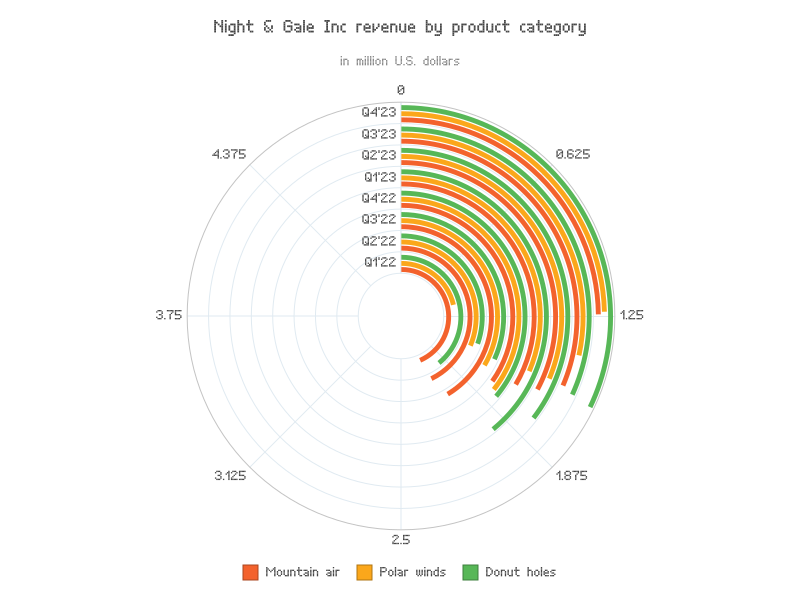 Night & Gale Inc revenue by product category
in million U.S. dollars
0
0.625
1.25
1.875
2.5
3.125
3.75
4.375
Q4'23
Q3'23
Q2'23
Q1'23
Q4'22
Q3'22
Q2'22
Q1'22
Mountain air
Polar winds
Donut holes